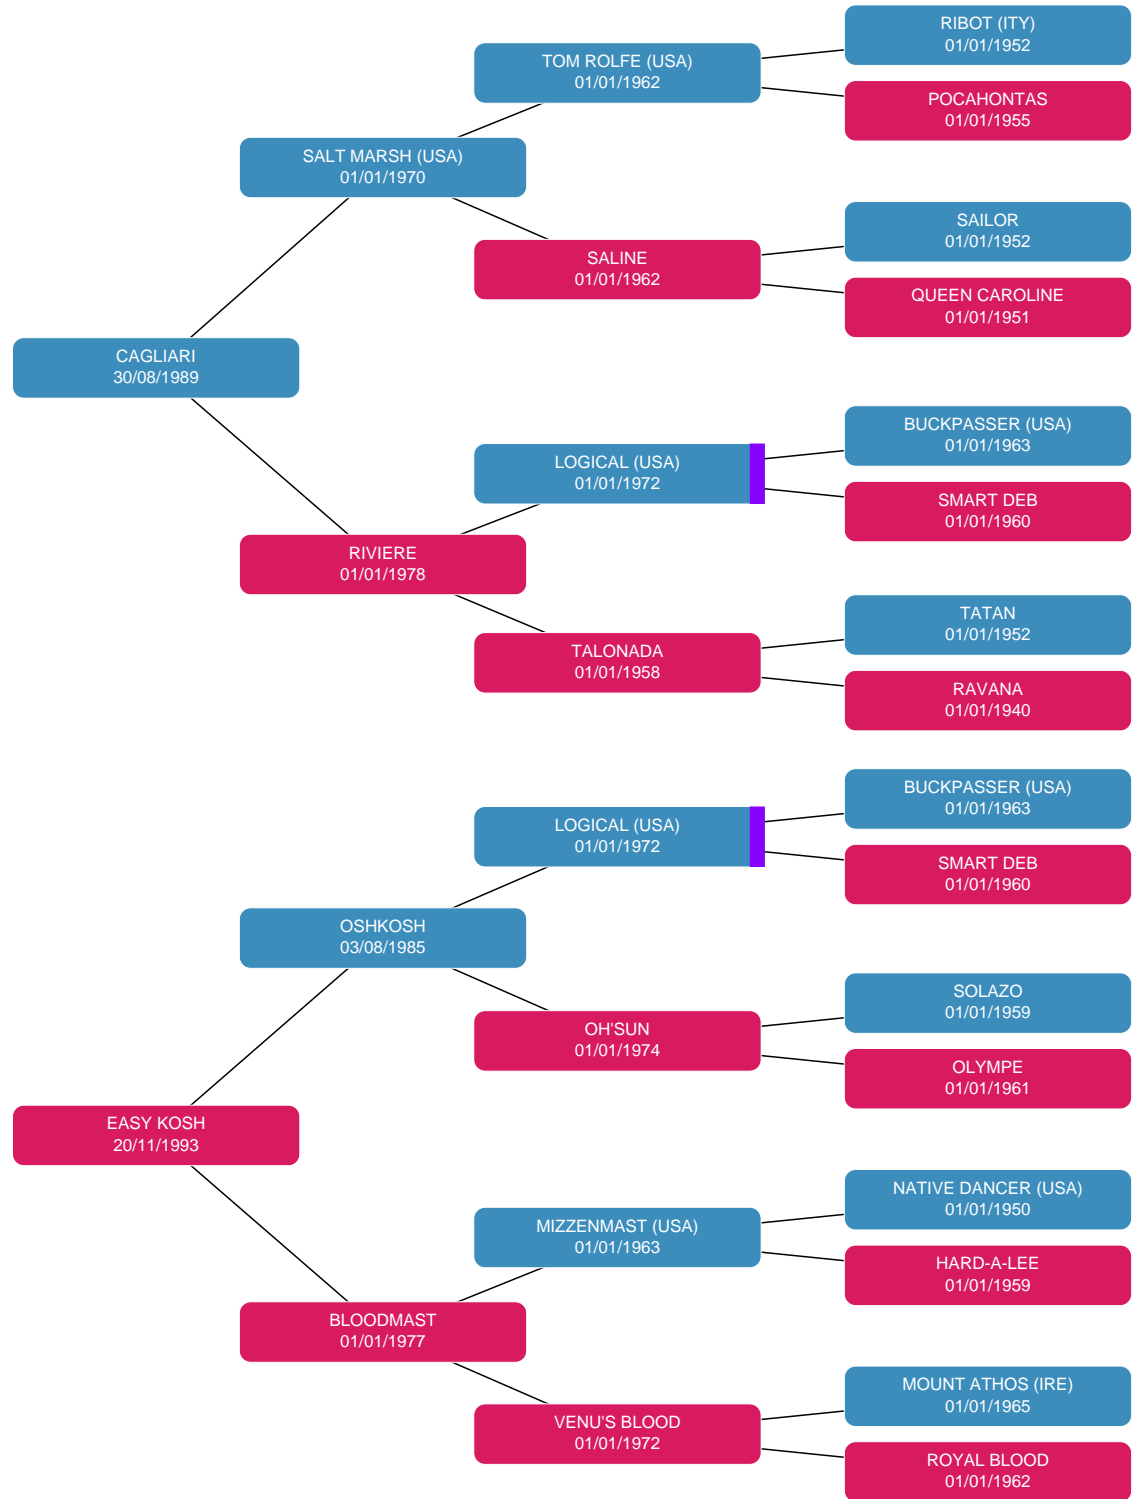 RIBOT (ITY)
01/01/1952
TOM ROLFE (USA)
01/01/1962
POCAHONTAS
01/01/1955
SALT MARSH (USA)
01/01/1970
SAILOR
01/01/1952
SALINE
01/01/1962
QUEEN CAROLINE
01/01/1951
CAGLIARI
30/08/1989
BUCKPASSER (USA)
01/01/1963
LOGICAL (USA)
01/01/1972
SMART DEB
01/01/1960
RIVIERE
01/01/1978
TATAN
01/01/1952
TALONADA
01/01/1958
RAVANA
01/01/1940
BUCKPASSER (USA)
01/01/1963
LOGICAL (USA)
01/01/1972
SMART DEB
01/01/1960
OSHKOSH
03/08/1985
SOLAZO
01/01/1959
OH'SUN
01/01/1974
OLYMPE
01/01/1961
EASY KOSH
20/11/1993
NATIVE DANCER (USA)
01/01/1950
MIZZENMAST (USA)
01/01/1963
HARD-A-LEE
01/01/1959
BLOODMAST
01/01/1977
MOUNT ATHOS (IRE)
01/01/1965
VENU'S BLOOD
01/01/1972
ROYAL BLOOD
01/01/1962